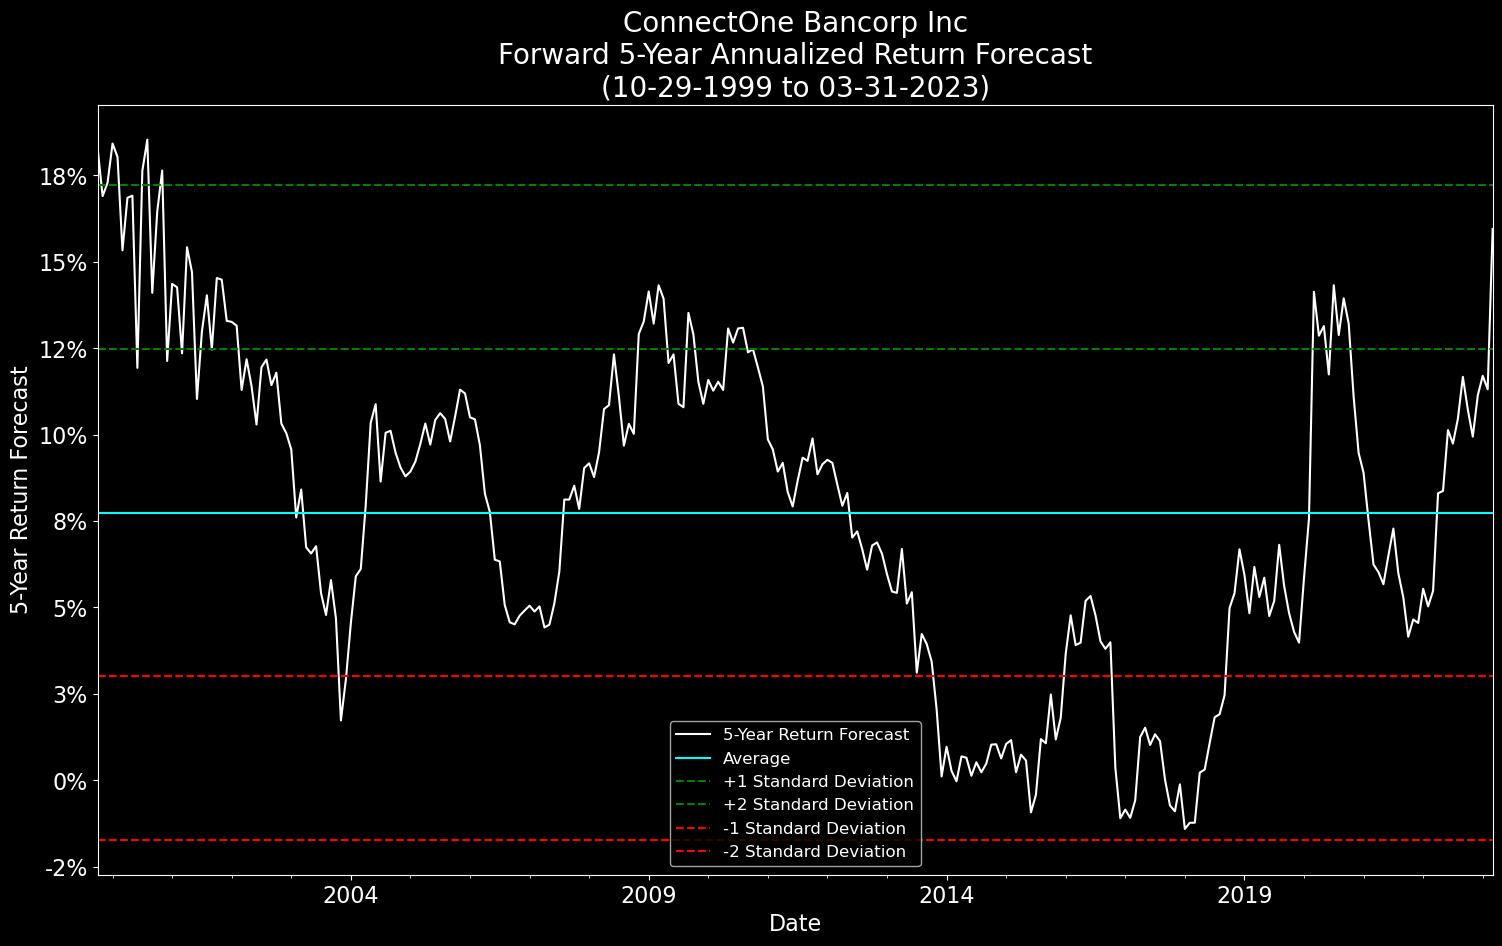 ConnectOne Bancorp Inc
Forward 5-Year Annualized Return Forecast
(10-29-1999 to 03-31-2023)
5-Year Return Forecast
18%
15%
12%
10%
8%
5%
3%
0%
-2%
5-Year Return Forecast
Average
+1 Standard Deviation
+2 Standard Deviation
-1 Standard Deviation
-2 Standard Deviation
2004
2009
2014
2019
Date